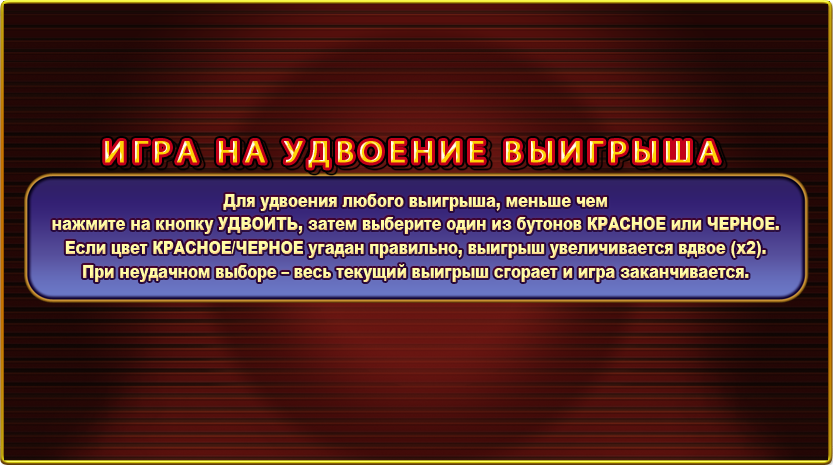 ИГРА НА УДВОЕНИЕ ВЫИГРЫША
Для удвоения любого выигрыша, меньше чем
нажмите на кнопку УДВОИТЬ, затем выберите один из бутонов КРАСНОЕ или ЧЕРНОЕ.
Если цвет КРАСНОЕ/ЧЕРНОЕ угадан правильно, выигрыш увеличивается вдвое (x2).
При неудачном выборе – весь текущий выигрыш сгорает и игра заканчивается.